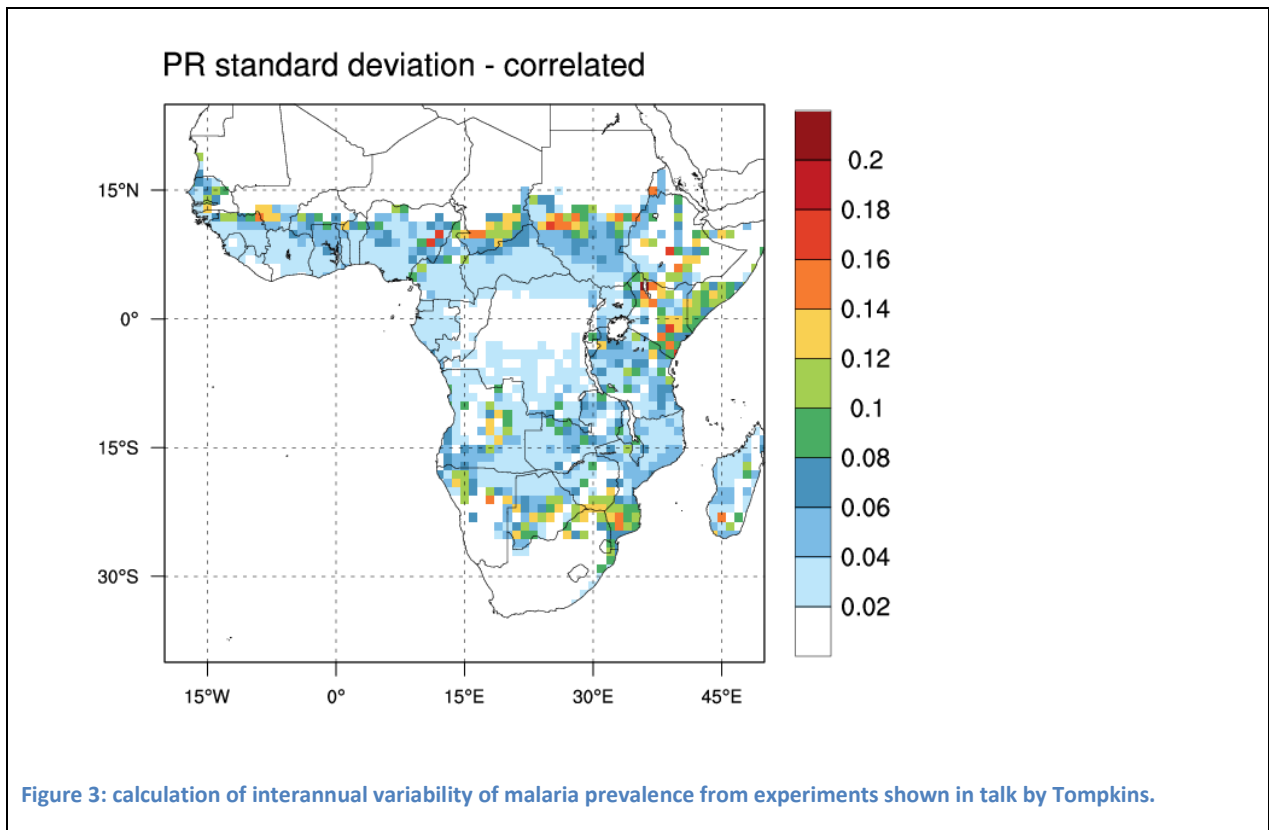 PR standard deviation - correlated
15°N
0°
15°S
30°S
15°W 0° 15°E 30°E 45°E
0.2
0.18
0.16
0.14
0.12
0.1
0.08
0.06
0.04
0.02
Figure 3: calculation of interannual variability of malaria prevalence from experiments shown in talk by Tompkins.